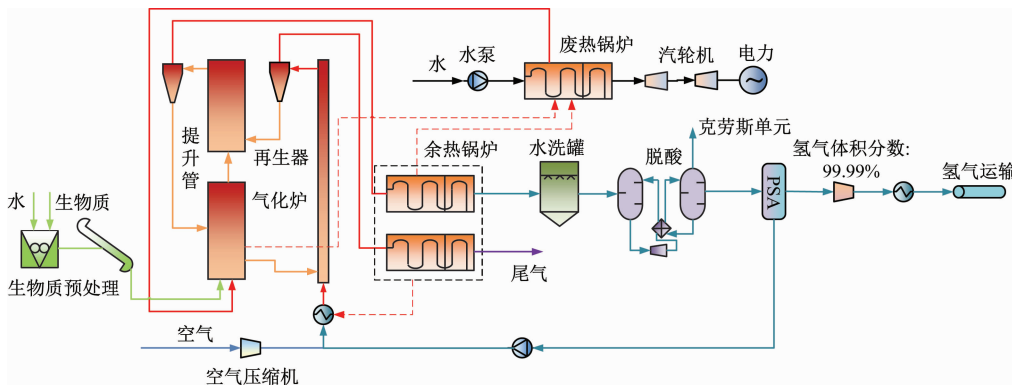 废热锅炉
汽轮机
电力
水泵
水
克劳斯单元
提升管
再生器
余热锅炉
水洗罐
脱酸
氢气体积分数:
99.99%
氢气运输
PSA
水
生物质
气化炉
生物质预处理
尾气
空气
空气压缩机